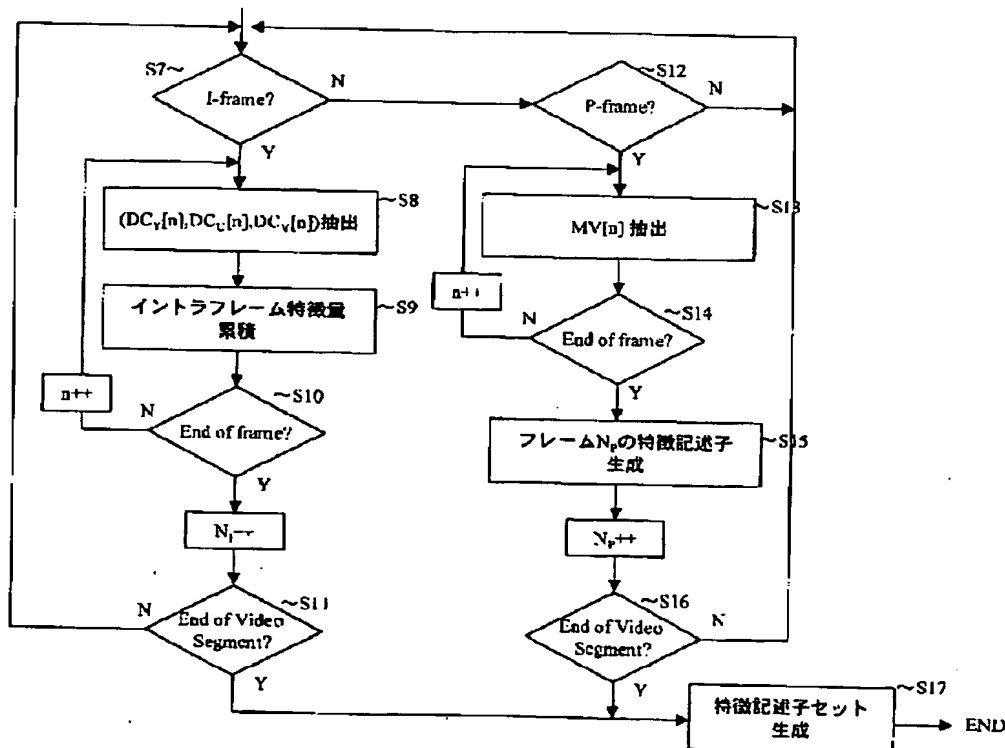 S7~
I-frame?
N
Y
~S12
P-frame?
N
Y
(DC_Y[n],DC_U[n],DC_V[n])抽出
~S8
イントラフレーム特徴量
累積
~S9
n++
~S10
End of frame?
N
Y
~S11
End of Video
Segment?
N
Y
MV[n] 抽出
~S13
n++
~S14
End of frame?
N
Y
フレームN_Pの特徴記述子
生成
~S15
N_P++
~S16
End of Video
Segment?
N
Y
特徴記述子セット
生成
~S17
END